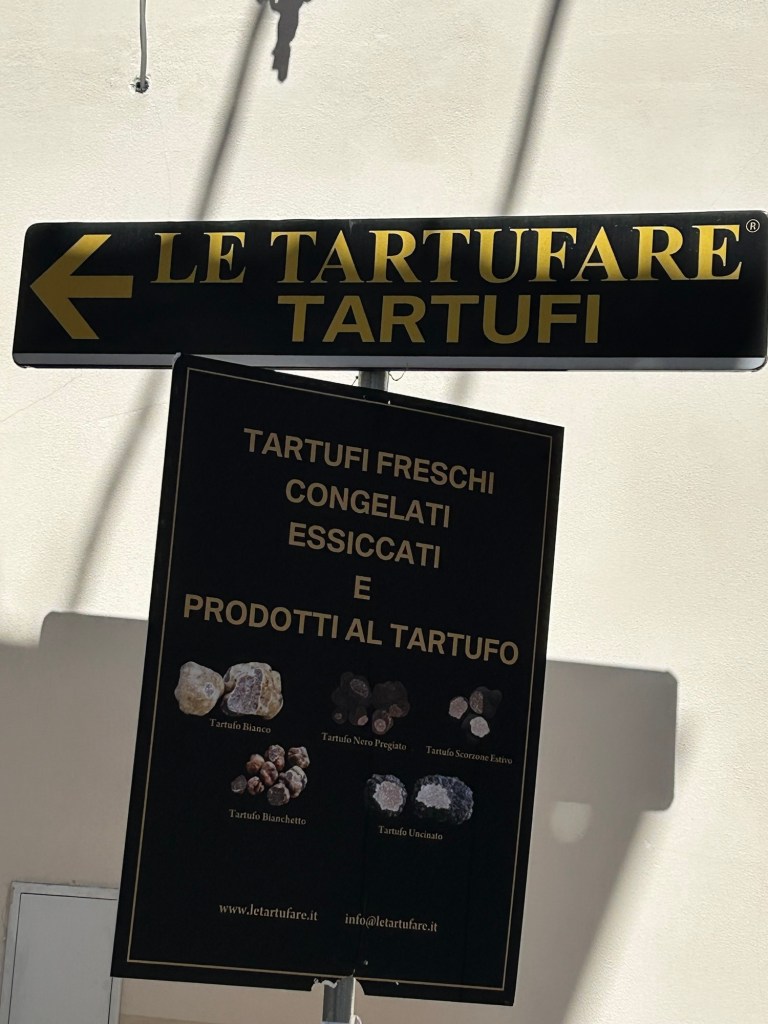 LE TARTUFARE®
TARTUFI
TARTUFI FRESCHI
CONGELATI
ESSICCATI
E
PRODOTTI AL TARTUFO
Tartufo Bianco
Tartufo Nero Pregiato
Tartufo Scorzone Estivo
Tartufo Bianchetto
Tartufo Uncinato
www.letartufare.it info@letartufare.it